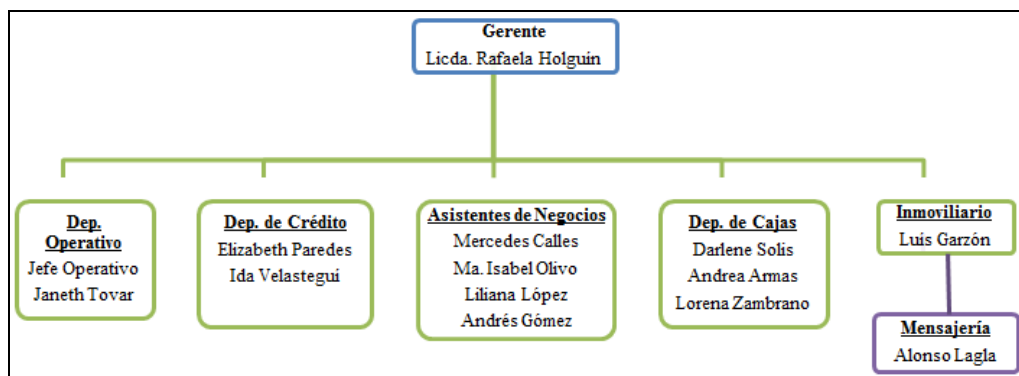 Gerente
Licda. Rafaela Holguin
Dep.
Operativo
Jefe Operativo
Janeth Tovar
Dep. de Crédito
Elizabeth Paredes
Ida Velastegui
Asistentes de Negocios
Mercedes Calles
Ma. Isabel Olivo
Liliana López
Andrés Gómez
Dep. de Cajas
Darlene Solis
Andrea Armas
Lorena Zambrano
Inmoviliario
Luis Garzón
Mensajería
Alonso Lagla